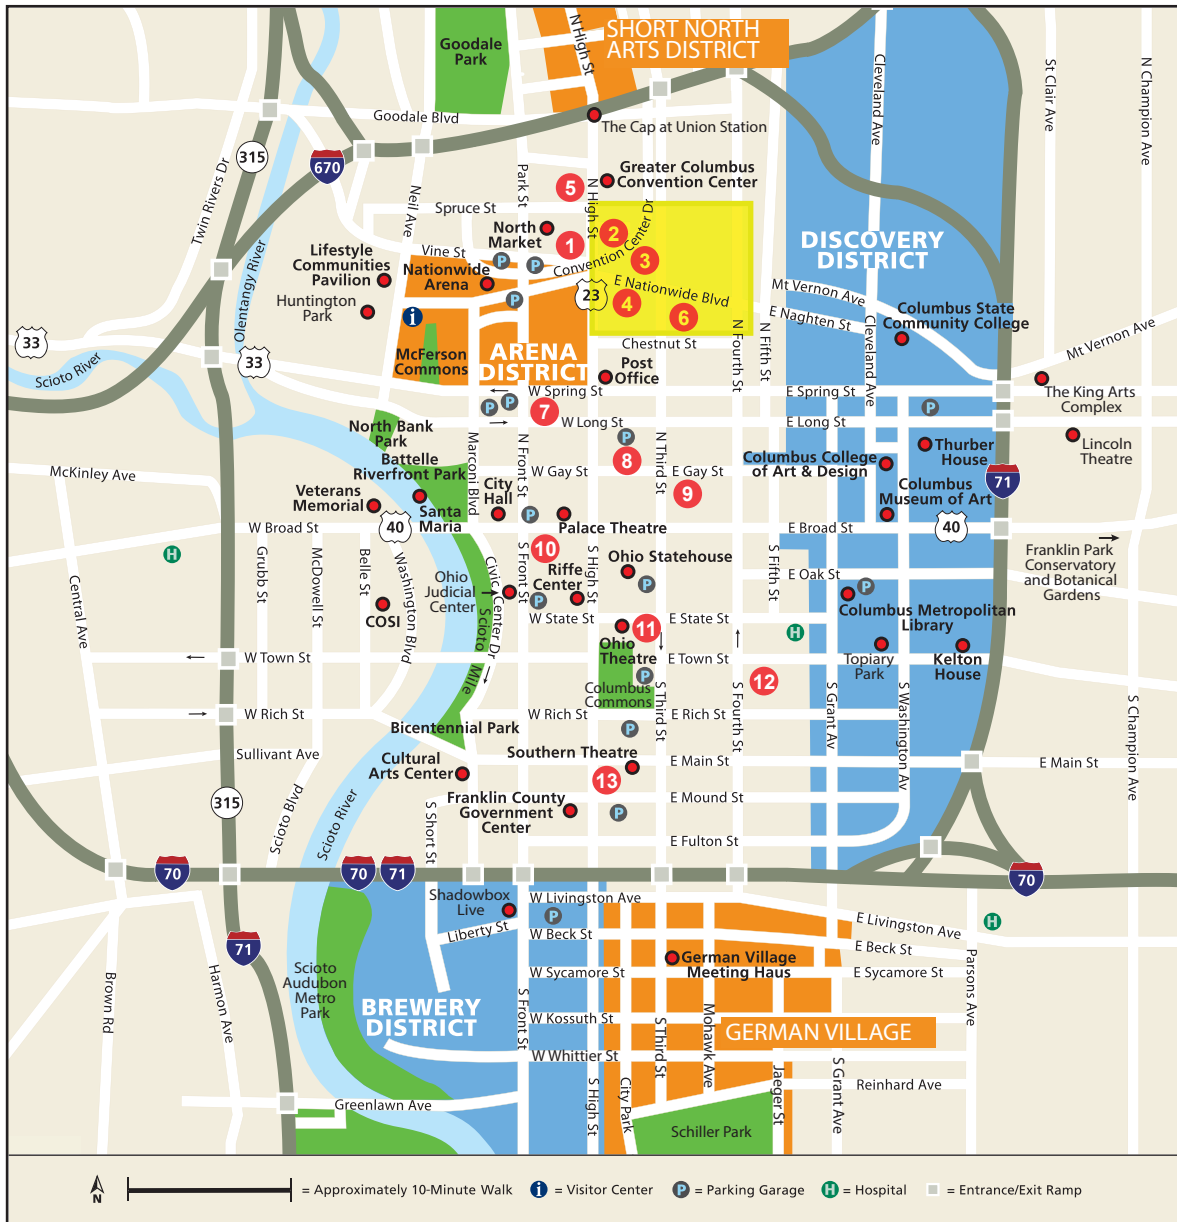 Goodale
Park
N High St
SHORT NORTH
ARTS DISTRICT
Cleveland Ave
St Clair Ave
N Champion Ave
Goodale Blvd
The Cap at Union Station
315
670
Twin Rivers Dr
Neil Ave
Park St
5
N High St
Greater Columbus
Convention Center
Spruce St
North
Market
1
2
3
Convention Center Dr
DISCOVERY
DISTRICT
Olentangy River
Lifestyle
Communities
Pavilion
Vine St
P
P
Nationwide
Arena
Huntington
Park
i
P
23
4
E Nationwide Blvd
6
Mt Vernon Ave
E Naghten St
Columbus State
Community College
Cleveland Ave
Mt Vernon Ave
33
33
Scioto River
McFerson
Commons
ARENA
DISTRICT
Chestnut St
N Fourth St
N Fifth St
Post
Office
W Spring St
E Spring St
The King Arts
Complex
P
P
7
P
W Long St
E Long St
North Bank
Park
Marconi Blvd
N Front St
P
8
N Third St
Thurber
House
Lincoln
Theatre
Battelle
Riverfront Park
W Gay St
E Gay St
Columbus College
of Art & Design
McKinley Ave
9
71
City
Hall
Columbus
Museum of Art
Veterans
Memorial
Santa
Maria
P
Palace Theatre
W Broad St
40
E Broad St
40
H
Grubb St
McDowell St
Belle St
Washington Blvd
Civic Center Dr
S Front St
10
S High St
Ohio Statehouse
S Fifth St
Franklin Park
Conservatory
and Botanical
Gardens
Central Ave
Ohio
Judicial
Center
Riffe
Center
P
P
E Oak St
P
COSI
Columbus Metropolitan
Library
W State St
E State St
11
H
Scioto Mile
Ohio
Theatre
W Town St
E Town St
Topiary
Park
Kelton
House
P
12
Columbus
Commons
W Rich St
W Rich St
E Rich St
S Third St
S Fourth St
S Grant Av
S Washington Av
S Champion Ave
Bicentennial Park
P
Sullivant Ave
Cultural
Arts Center
Southern Theatre
E Main St
E Main St
13
315
Scioto Blvd
Scioto River
Franklin County
Government
Center
E Mound St
P
S Short St
E Fulton St
70
70
71
70
Shadowbox
Live
W Livingston Ave
P
E Livingston Ave
H
Liberty St
W Beck St
E Beck St
71
German Village
Meeting Haus
Scioto
Audubon
Metro
Park
W Sycamore St
E Sycamore St
Brown Rd
Harmon Ave
Parsons Ave
BREWERY
DISTRICT
S Front St
W Kossuth St
S Third St
Mohawk Ave
GERMAN VILLAGE
W Whittier St
S High St
City Park
Jaeger St
S Grant Ave
Reinhard Ave
Greenlawn Ave
Schiller Park
N
= Approximately 10-Minute Walk
i
= Visitor Center
P
= Parking Garage
H
= Hospital
= Entrance/Exit Ramp